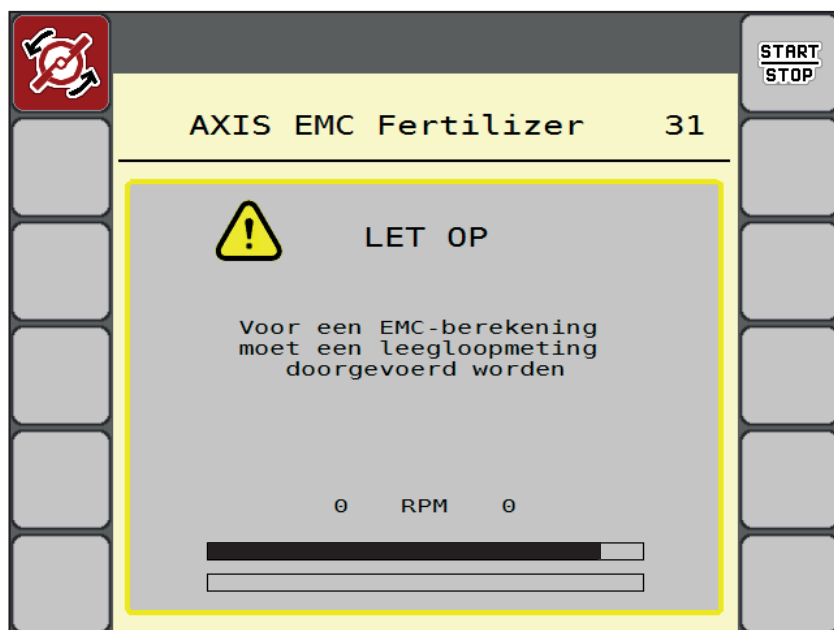 START
STOP
AXIS EMC Fertilizer 31
LET OP
Voor een EMC-berekening
moet een leegloopmeting
doorgevoerd worden
0 RPM 0